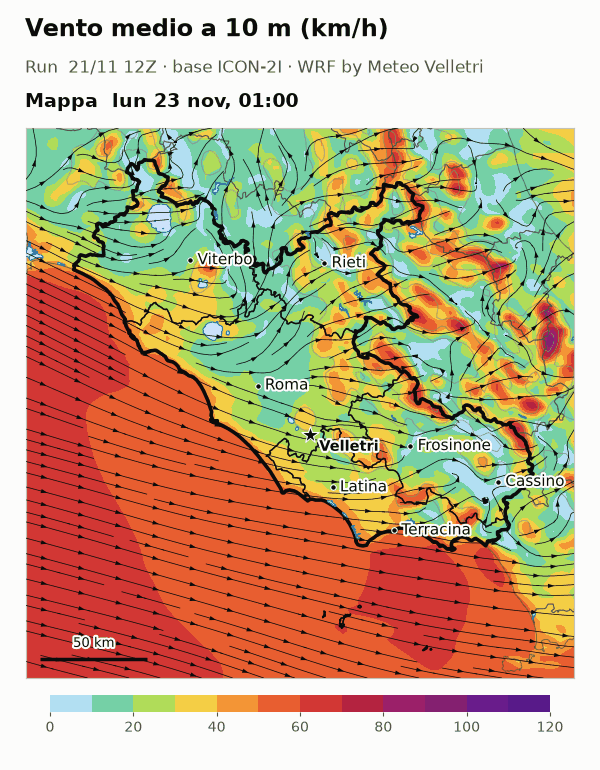 Vento medio a 10 m (km/h)
Run 21/11 12Z · base ICON-2I · WRF by Meteo Velletri
Mappa lun 23 nov, 01:00
Viterbo
Rieti
Roma
Velletri
Frosinone
Latina
Cassino
Terracina
50 km
0 20 40 60 80 100 120